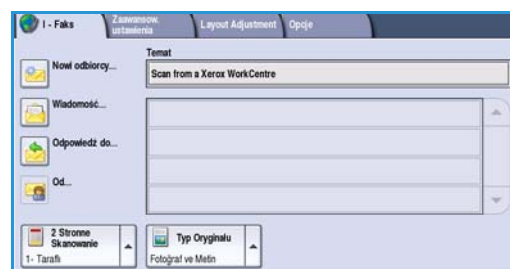 I - Faks
Zaawansow.
ustawienia
Layout Adjustment
Opcje
Temat
Nowi odbiorcy...
Scan from a Xerox WorkCentre
Wiadomość...
Odpowiedź do...
Od...
2 Stronne
Skanowanie
1- Taraflı
Typ Oryginału
Fotoğraf ve Metin